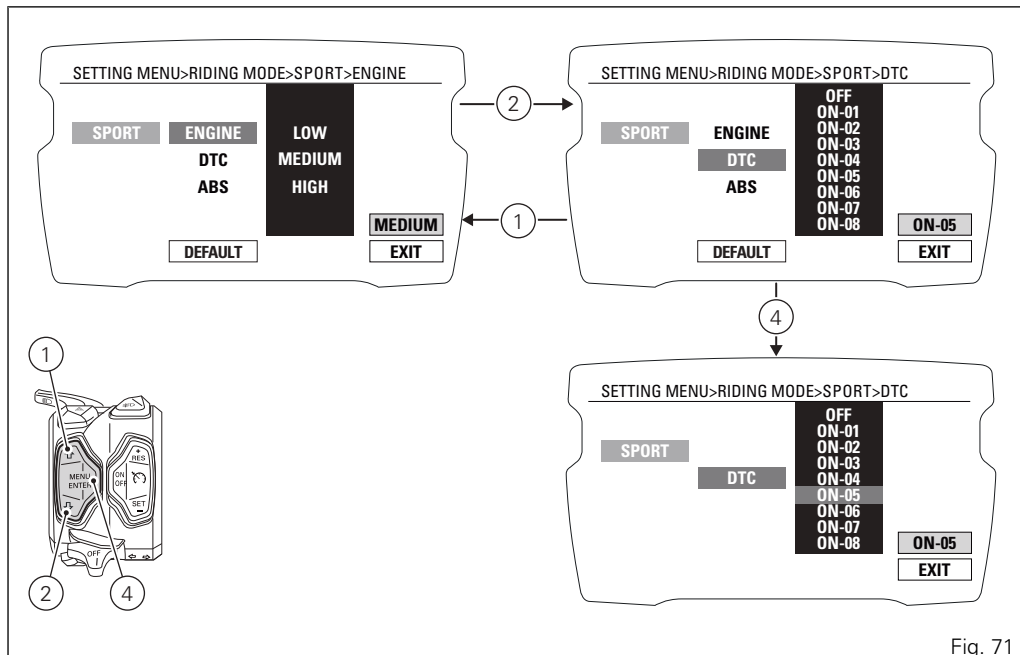 SETTING MENU>RIDING MODE>SPORT>ENGINE
SPORT ENGINE LOW
DTC MEDIUM
ABS HIGH
MEDIUM
DEFAULT EXIT
2
1
SETTING MENU>RIDING MODE>SPORT>DTC
OFF
ON-01
SPORT ENGINE ON-02
ON-03
DTC ON-04
ON-05
ABS ON-06
ON-07
ON-08 ON-05
DEFAULT EXIT
4
1
RES
MENU
ENTER
ON
OFF
SET
OFF
2 4
SETTING MENU>RIDING MODE>SPORT>DTC
OFF
ON-01
SPORT ON-02
ON-03
DTC ON-04
ON-05
ON-06
ON-07
ON-08 ON-05
EXIT
Fig. 71